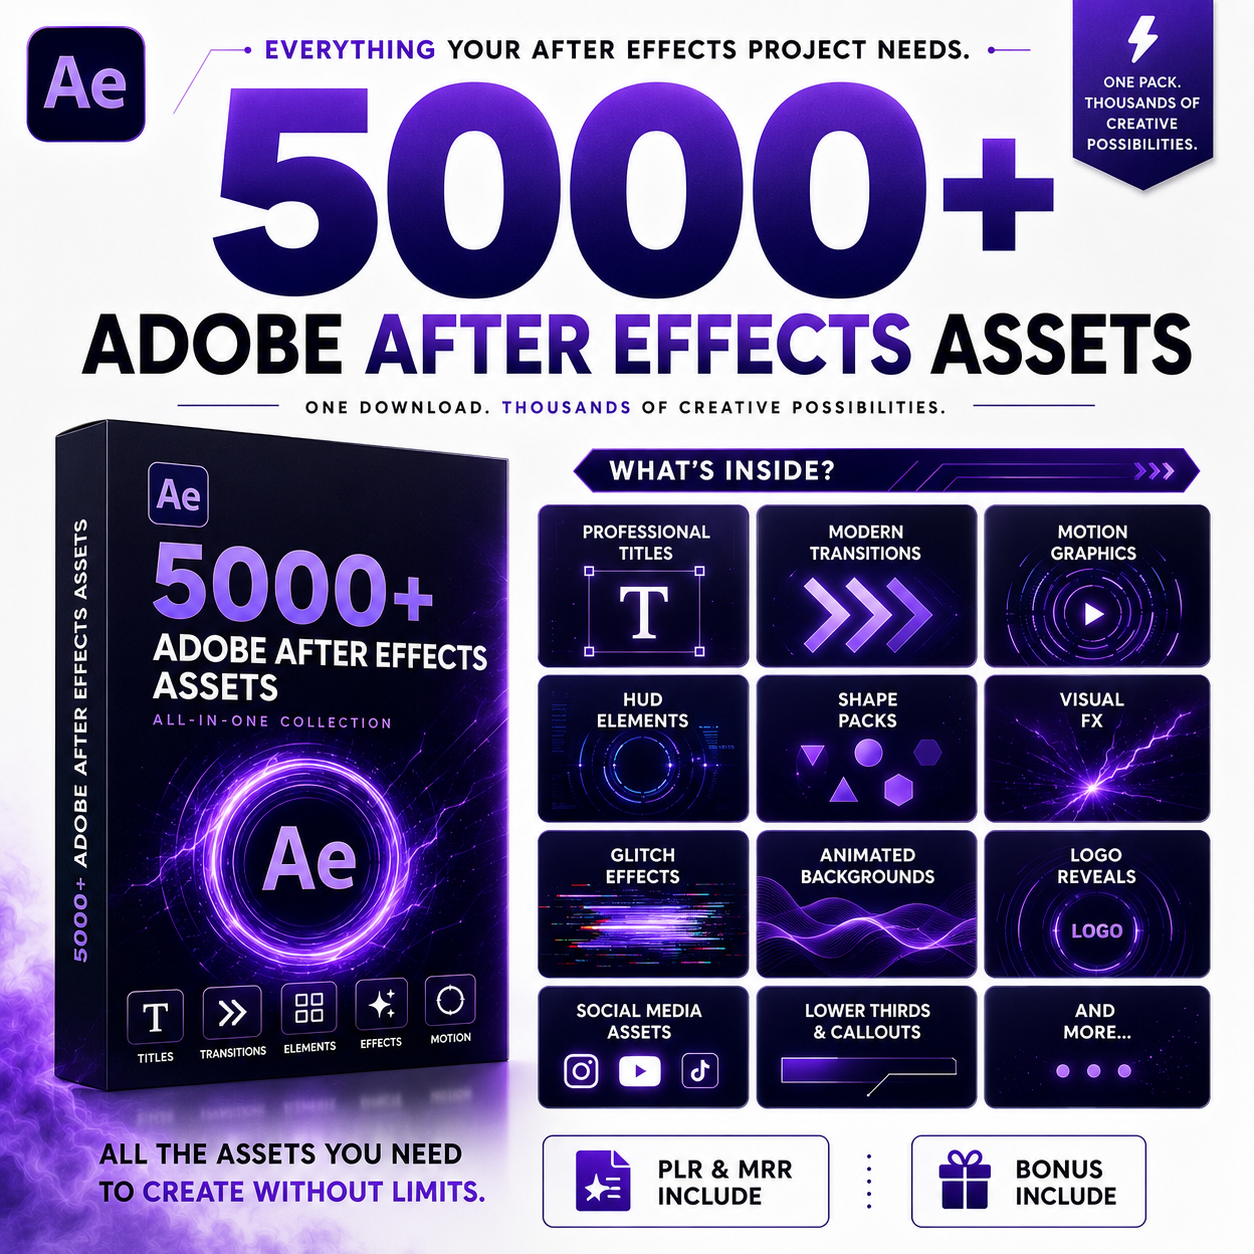 Ae
EVERYTHING YOUR AFTER EFFECTS PROJECT NEEDS.
ONE PACK.
THOUSANDS OF
CREATIVE
POSSIBILITIES.
5000+
ADOBE AFTER EFFECTS ASSETS
ONE DOWNLOAD. THOUSANDS OF CREATIVE POSSIBILITIES.
5000+ ADOBE AFTER EFFECTS ASSETS
Ae
5000+
ADOBE AFTER EFFECTS
ASSETS
ALL-IN-ONE COLLECTION
Ae
T
TITLES
TRANSITIONS
ELEMENTS
EFFECTS
MOTION
WHAT'S INSIDE?
PROFESSIONAL
TITLES
T
MODERN
TRANSITIONS
MOTION
GRAPHICS
HUD
ELEMENTS
SHAPE
PACKS
VISUAL
FX
GLITCH
EFFECTS
ANIMATED
BACKGROUNDS
LOGO
REVEALS
LOGO
SOCIAL MEDIA
ASSETS
LOWER THIRDS
& CALLOUTS
AND
MORE...
ALL THE ASSETS YOU NEED
TO CREATE WITHOUT LIMITS.
PLR & MRR
INCLUDE
BONUS
INCLUDE